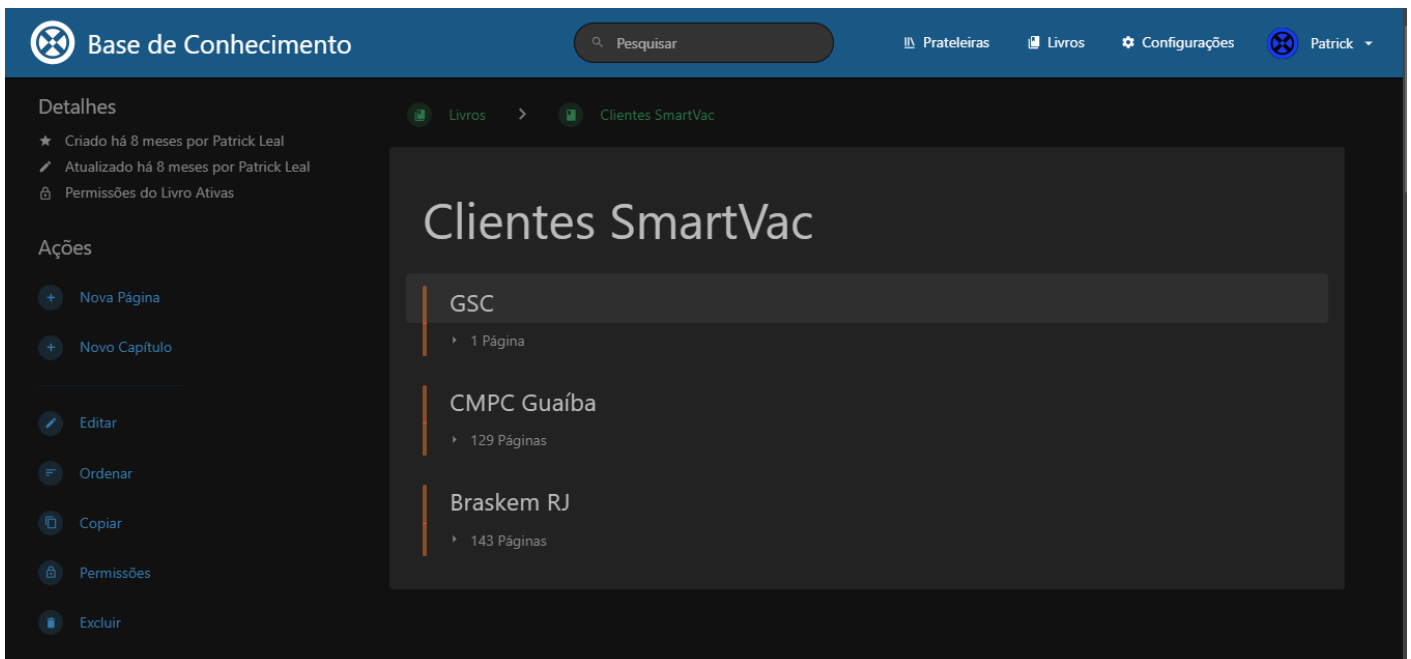 Base de Conhecimento
Pesquisar
Prateleiras
Livros
Configurações
Patrick
Detalhes
Criado há 8 meses por Patrick Leal
Atualizado há 8 meses por Patrick Leal
Permissões do Livro Ativas
Ações
Nova Página
Novo Capítulo
Editar
Ordenar
Copiar
Permissões
Excluir
Livros > Clientes SmartVac
Clientes SmartVac
GSC
1 Página
CMPC Guaíba
129 Páginas
Braskem RJ
143 Páginas